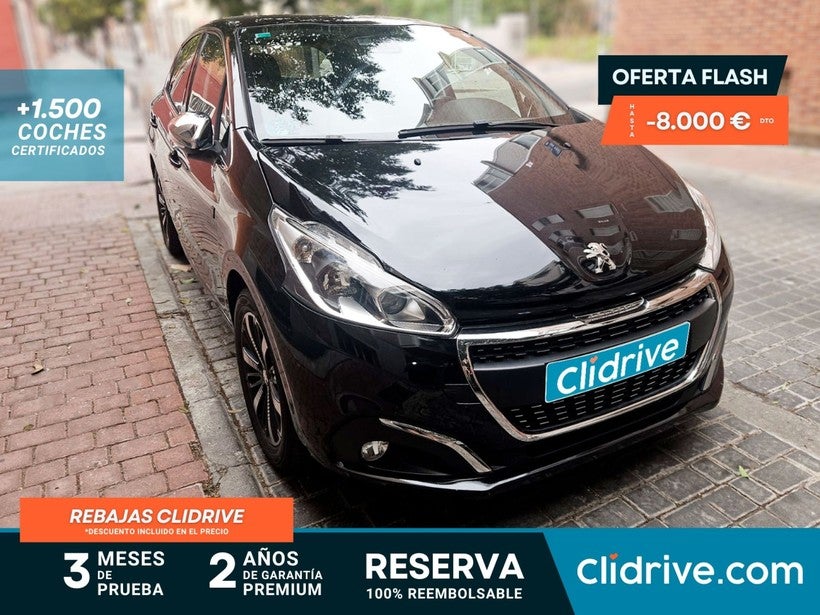 +1.500
COCHES
CERTIFICADOS
OFERTA FLASH
HASTA
-8.000 €
DTO
Clidrive
REBAJAS CLIDRIVE
*DESCUENTO INCLUIDO EN EL PRECIO
3 MESES DE PRUEBA
2 AÑOS DE GARANTÍA PREMIUM
RESERVA
100% REEMBOLSABLE
Clidrive.com